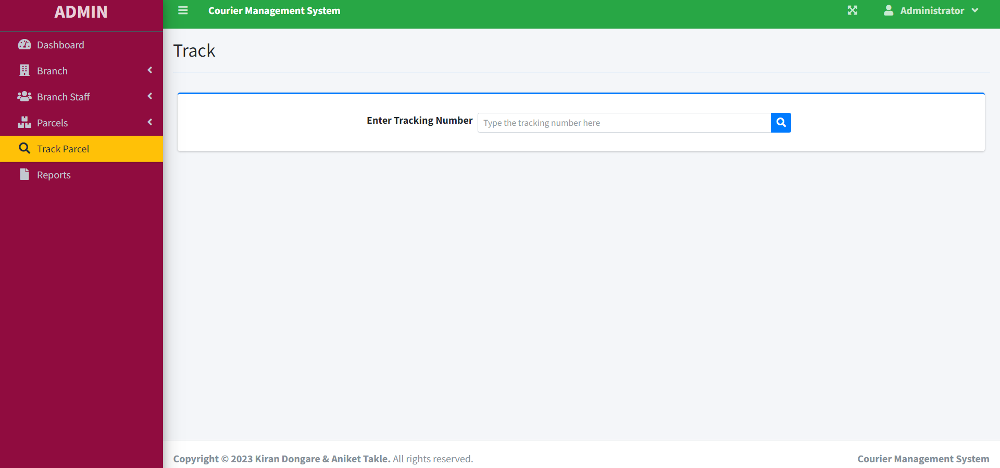 ADMIN
Courier Management System
Administrator
Dashboard
Branch
Branch Staff
Parcels
Track Parcel
Reports
Track
Enter Tracking Number
Type the tracking number here
Copyright © 2023 Kiran Dongare & Aniket Takle. All rights reserved.
Courier Management System